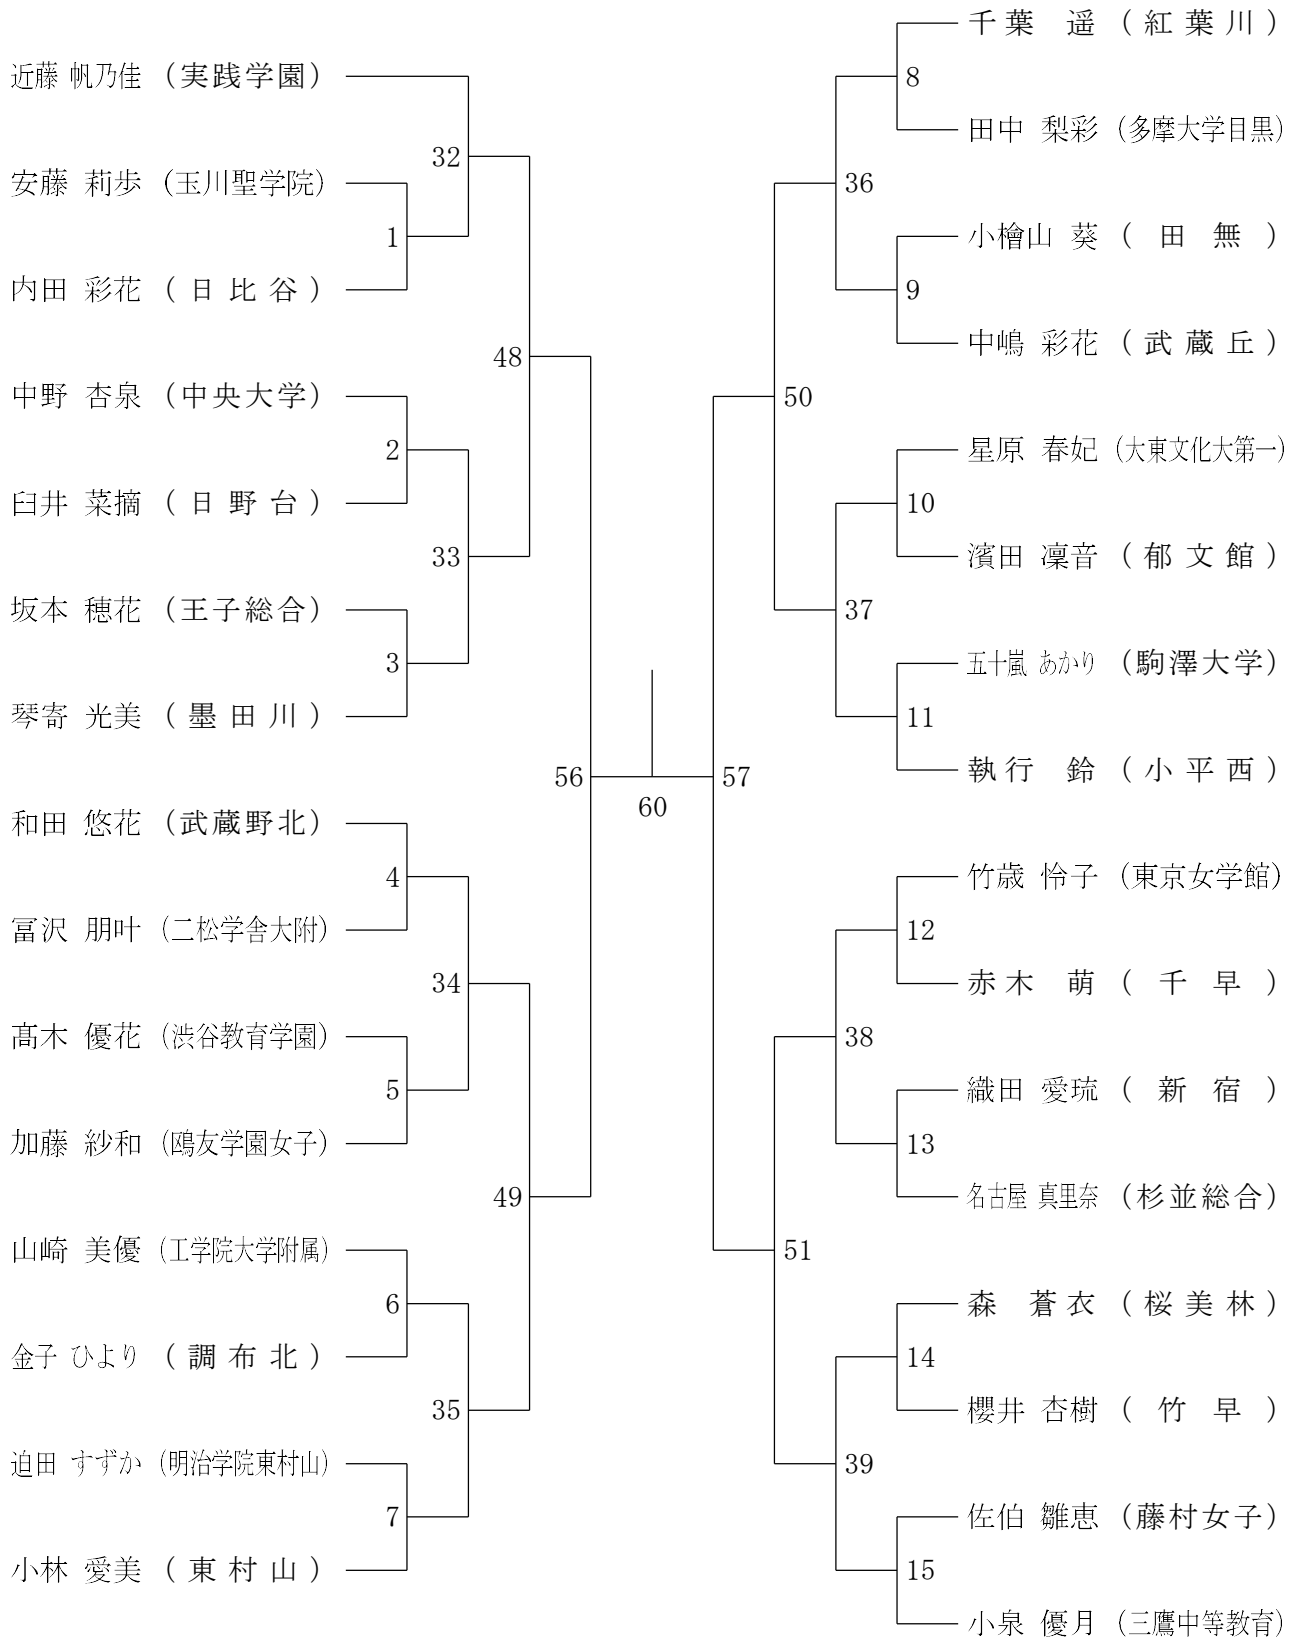 近藤 帆乃佳 （実践学園）
32
安藤 莉歩 （玉川聖学院）
1
内田 彩花 （日比谷）
48
中野 杏泉 （中央大学）
2
臼井 菜摘 （日野台）
33
坂本 穂花 （王子総合）
3
琴寄 光美 （墨田川）
56
和田 悠花 （武蔵野北）
4
冨沢 朋叶 （二松学舎大附）
34
髙木 優花 （渋谷教育学園）
5
加藤 紗和 （鴎友学園女子）
49
山崎 美優 （工学院大学附属）
6
金子 ひより （調布北）
35
迫田 すずか （明治学院東村山）
7
小林 愛美 （東村山）
60
千葉 遥 （紅葉川）
8
田中 梨彩 （多摩大学目黒）
36
小檜山 葵 （田無）
9
中嶋 彩花 （武蔵丘）
50
星原 春妃 （大東文化大第一）
10
濱田 凜音 （郁文館）
37
五十嵐 あかり （駒澤大学）
11
執行 鈴 （小平西）
57
竹歳 怜子 （東京女学館）
12
赤木 萌 （千早）
38
織田 愛琉 （新宿）
13
名古屋 真里奈 （杉並総合）
51
森 蒼衣 （桜美林）
14
櫻井 杏樹 （竹早）
39
佐伯 雛恵 （藤村女子）
15
小泉 優月 （三鷹中等教育）